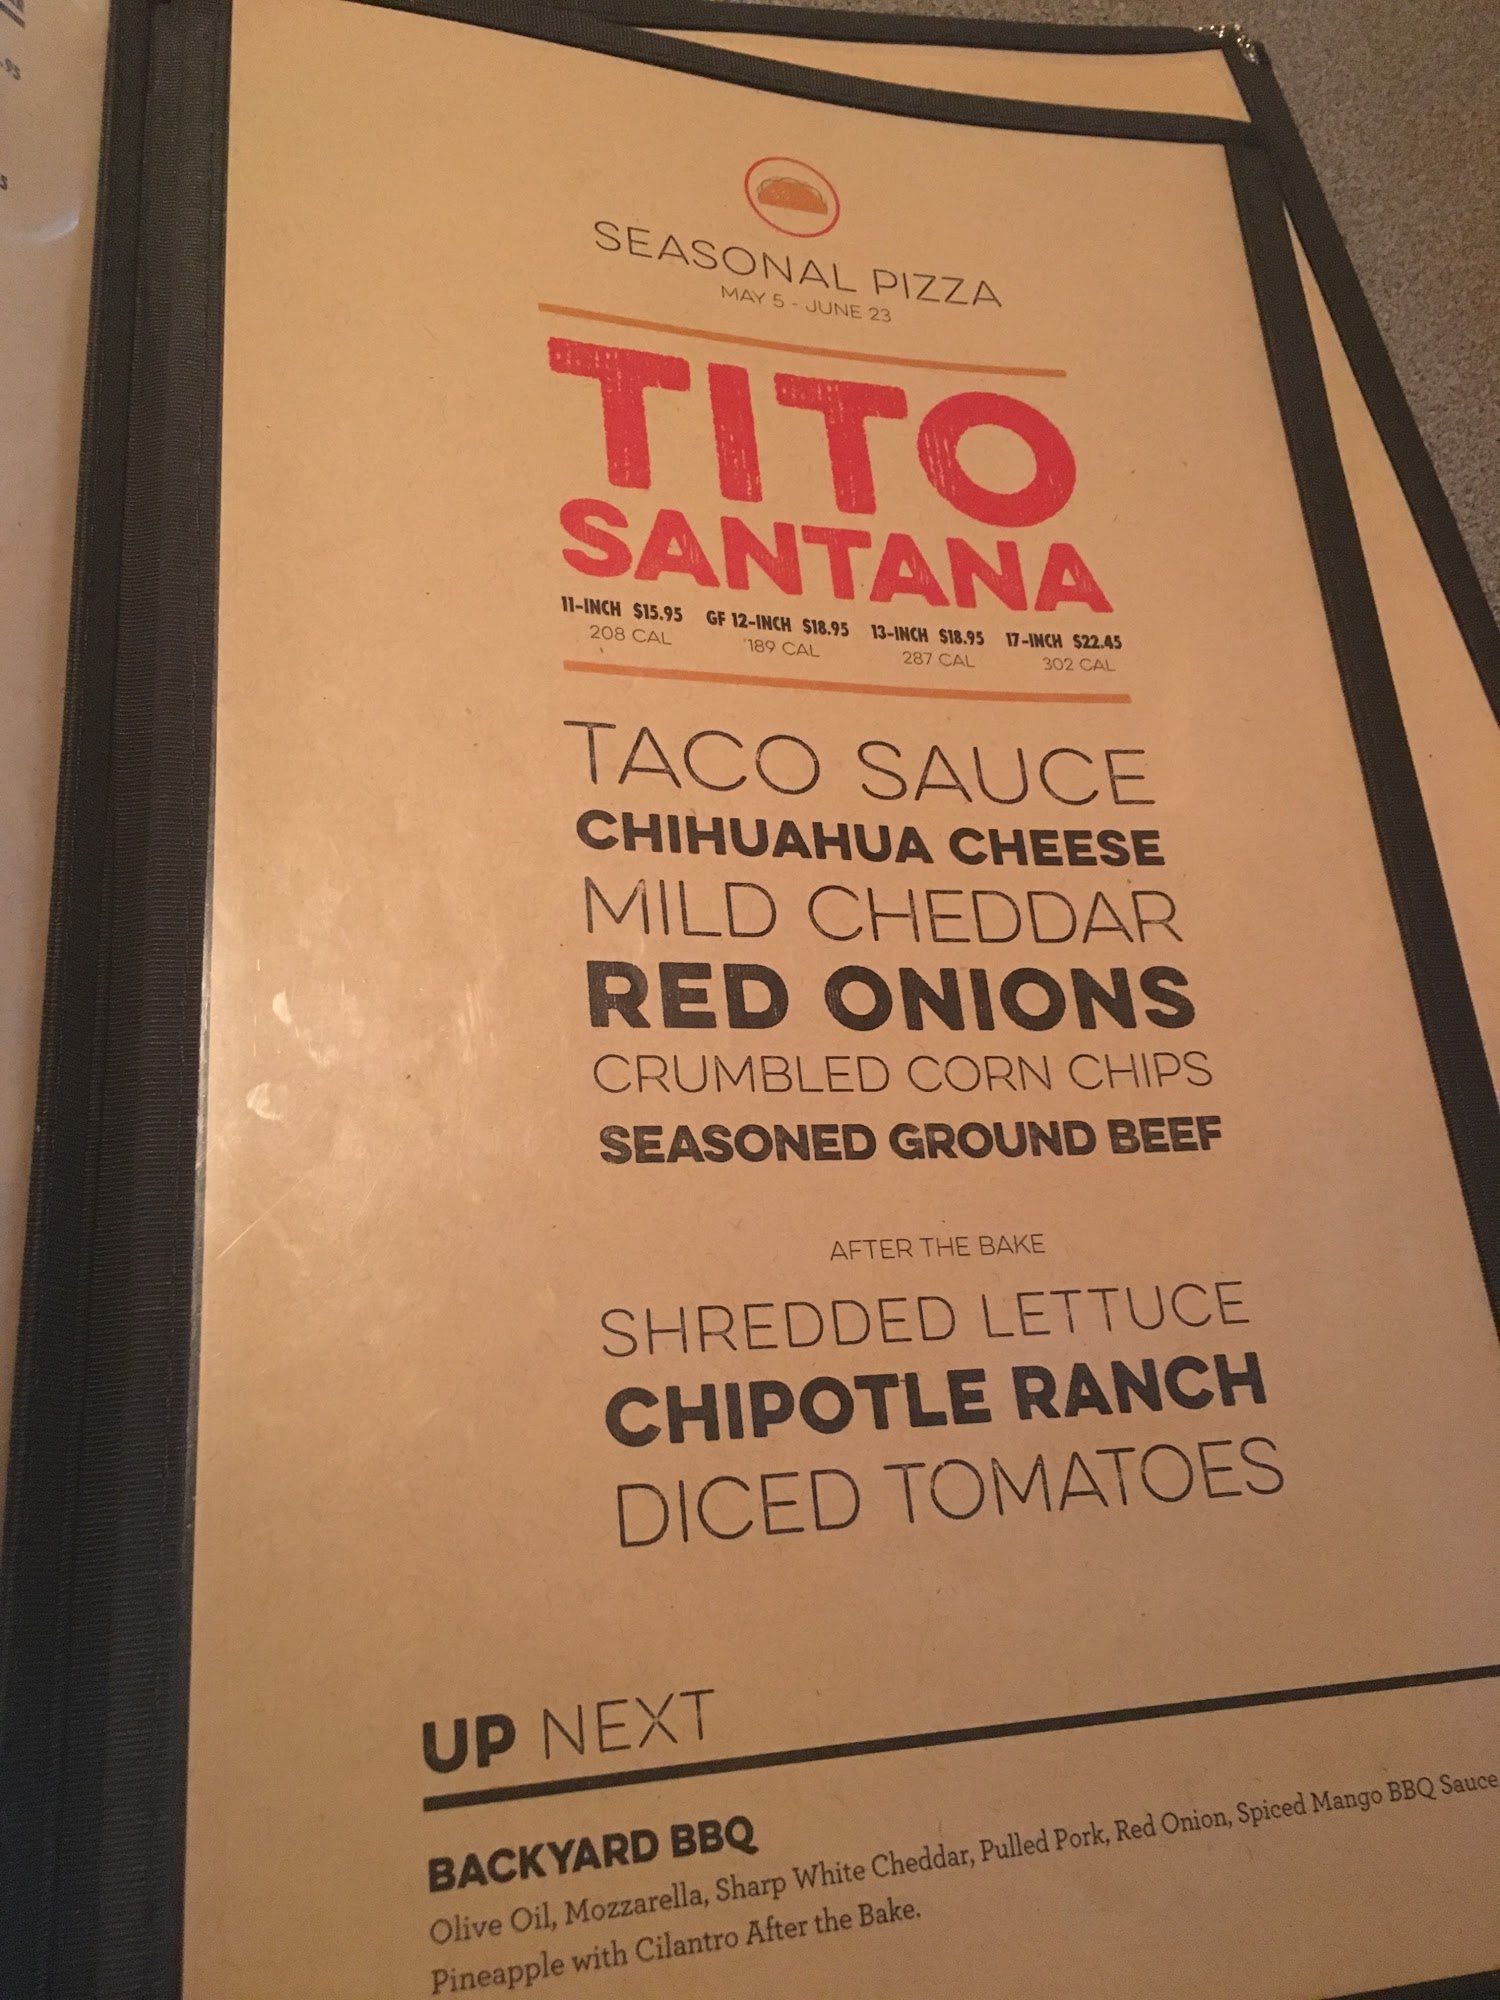 SEASONAL PIZZA
MAY 5 - JUNE 23
TITO
SANTANA
11-INCH $15.95 GF 12-INCH $18.95 13-INCH $18.95 17-INCH $22.45
208 CAL 189 CAL 287 CAL 302 CAL
TACO SAUCE
CHIHUAHUA CHEESE
MILD CHEDDAR
RED ONIONS
CRUMBLED CORN CHIPS
SEASONED GROUND BEEF
AFTER THE BAKE
SHREDDED LETTUCE
CHIPOTLE RANCH
DICED TOMATOES
UP NEXT
BACKYARD BBQ
Olive Oil, Mozzarella, Sharp White Cheddar, Pulled Pork, Red Onion, Spiced Mango BBQ Sauce
Pineapple with Cilantro After the Bake.